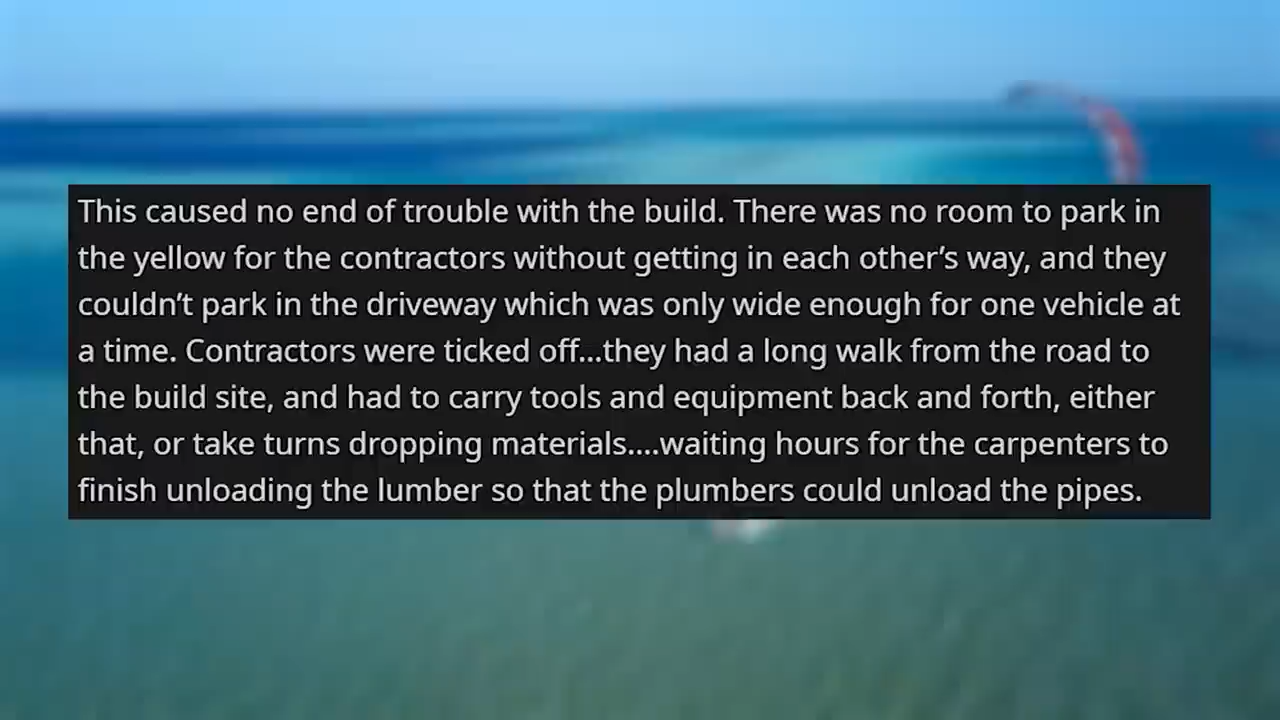 This caused no end of trouble with the build. There was no room to park in
the yellow for the contractors without getting in each other’s way, and they
couldn’t park in the driveway which was only wide enough for one vehicle at
a time. Contractors were ticked off...they had a long walk from the road to
the build site, and had to carry tools and equipment back and forth, either
that, or take turns dropping materials....waiting hours for the carpenters to
finish unloading the lumber so that the plumbers could unload the pipes.